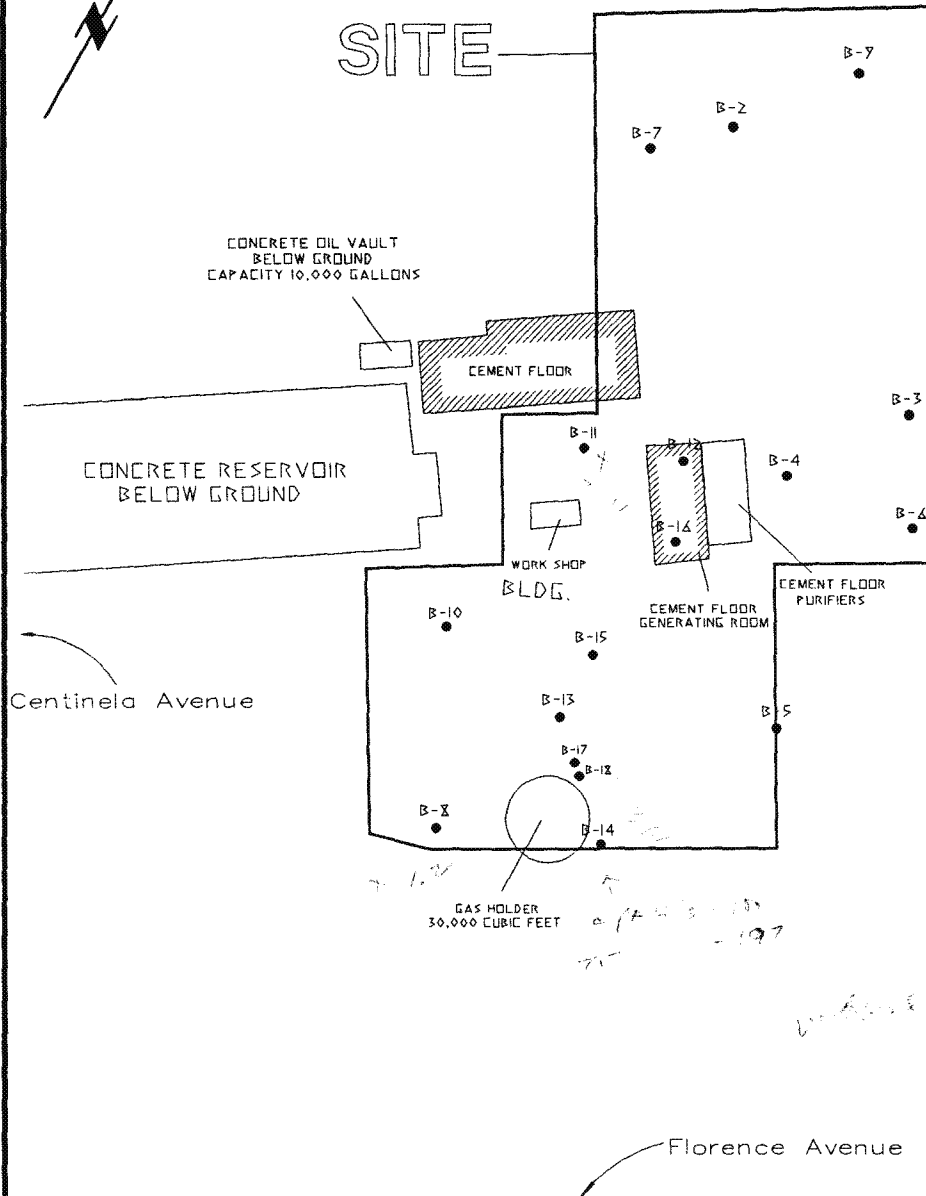 SITE
B-9
B-2
B-7
CONCRETE OIL VAULT
BELOW GROUND
CAPACITY 10,000 GALLONS
CEMENT FLOOR
B-3
B-11
B-12
B-4
CONCRETE RESERVOIR
BELOW GROUND
B-6
B-16
WORK SHOP
BLDG.
CEMENT FLOOR
PURIFIERS
CEMENT FLOOR
GENERATING ROOM
B-10
B-15
Centinela Avenue
B-13
B-5
B-17
B-18
B-8
B-14
GAS HOLDER
30,000 CUBIC FEET
Florence Avenue